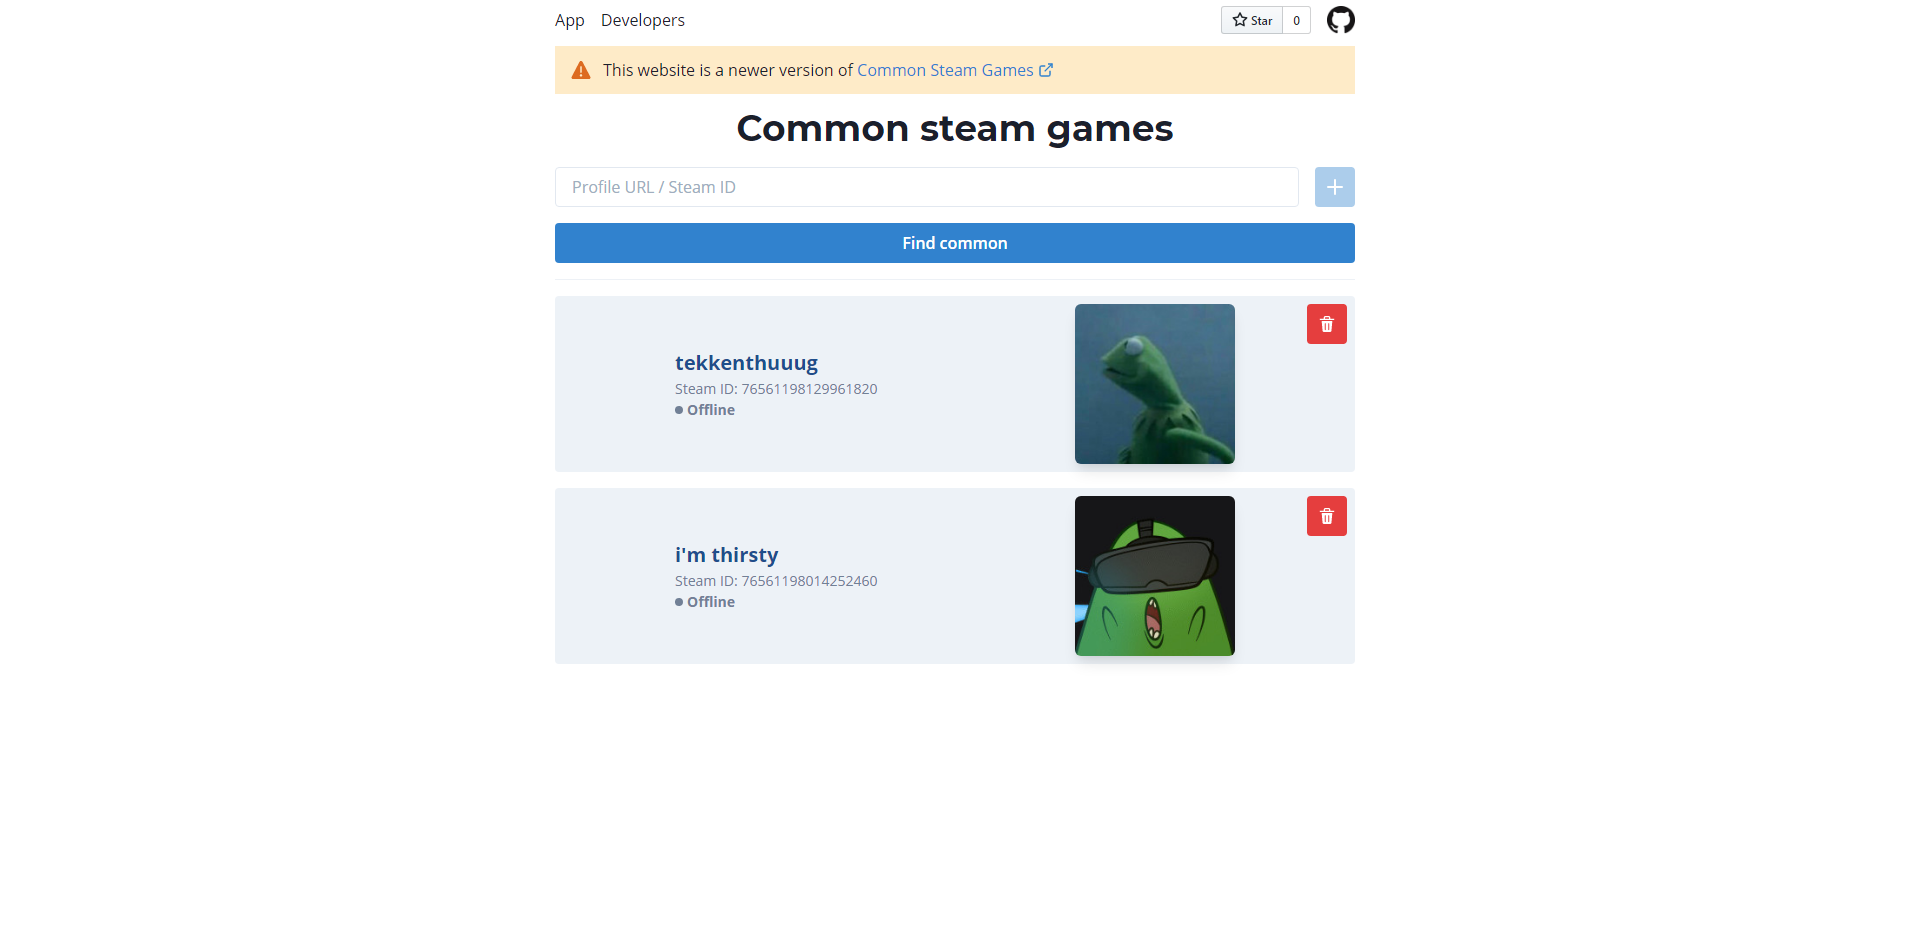 App Developers Star 0
This website is a newer version of Common Steam Games
Common steam games
Profile URL / Steam ID
Find common
tekkenthuuug
Steam ID: 76561198129961820
Offline
i'm thirsty
Steam ID: 76561198014252460
Offline